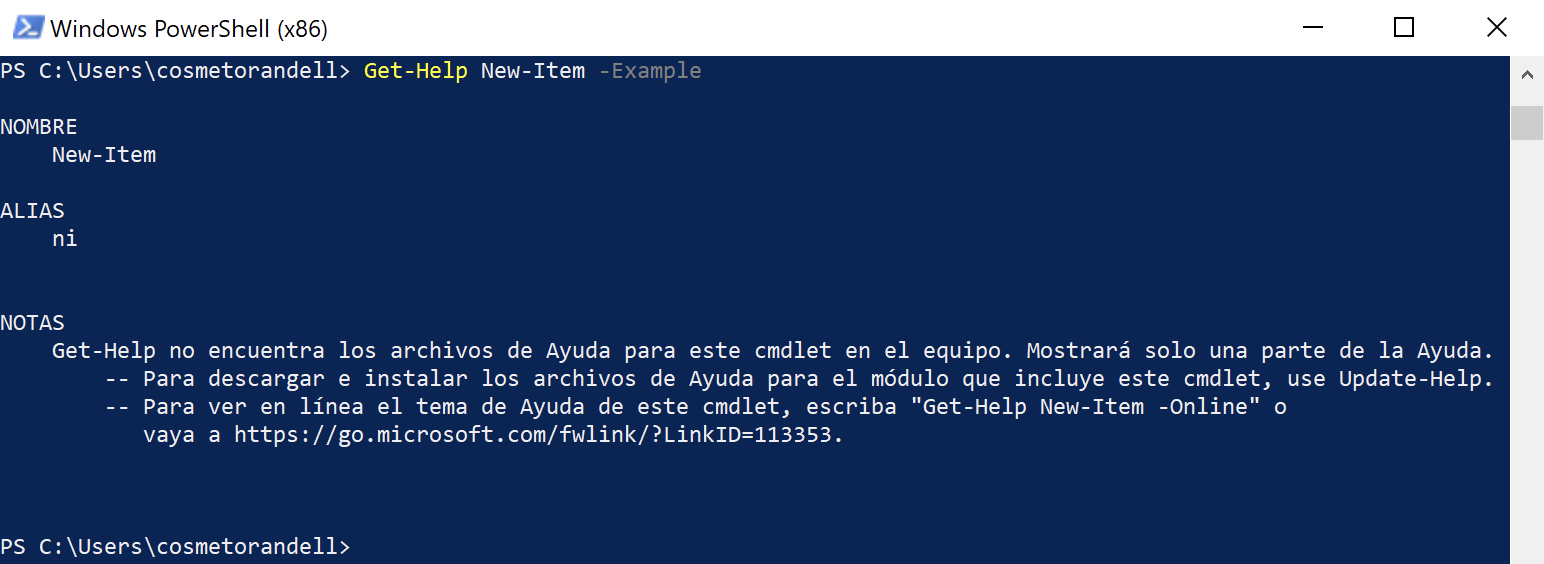 Windows PowerShell (x86)
PS C:\Users\cosmetorandell> Get-Help New-Item -Example
NOMBRE
New-Item
ALIAS
ni
NOTAS
Get-Help no encuentra los archivos de Ayuda para este cmdlet en el equipo. Mostrará solo una parte de la Ayuda.
-- Para descargar e instalar los archivos de Ayuda para el módulo que incluye este cmdlet, use Update-Help.
-- Para ver en línea el tema de Ayuda de este cmdlet, escriba "Get-Help New-Item -Online" o
vaya a https://go.microsoft.com/fwlink/?LinkID=113353.
PS C:\Users\cosmetorandell>